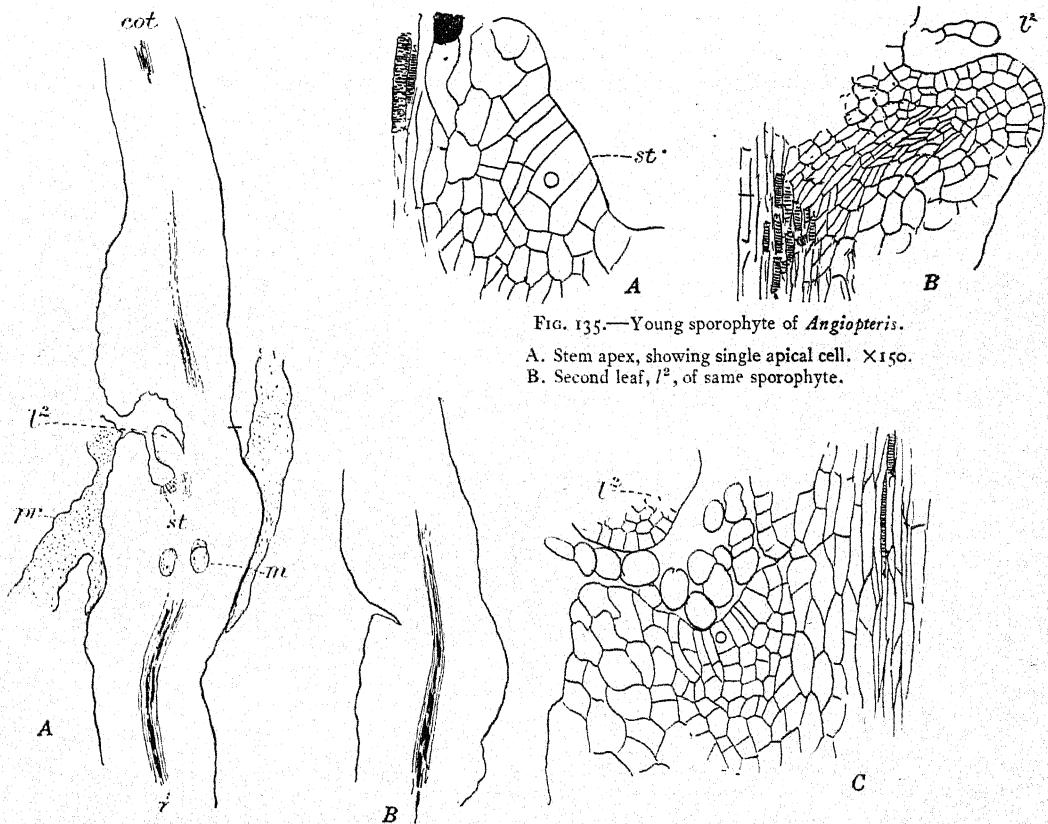 cot
st
l²
A
B
FIG. 135.—Young sporophyte of Angiopteris.
A. Stem apex, showing single apical cell. ×150.
B. Second leaf, l², of same sporophyte.
l²
pr
st
m
l²
A
r
B
C